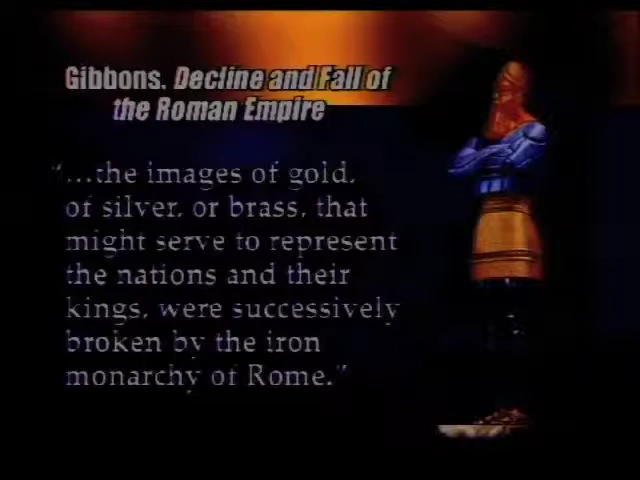 Gibbons, Decline and Fall of
the Roman Empire
"...the images of gold,
of silver, or brass, that
might serve to represent
the nations and their
kings, were successively
broken by the iron
monarchy of Rome."